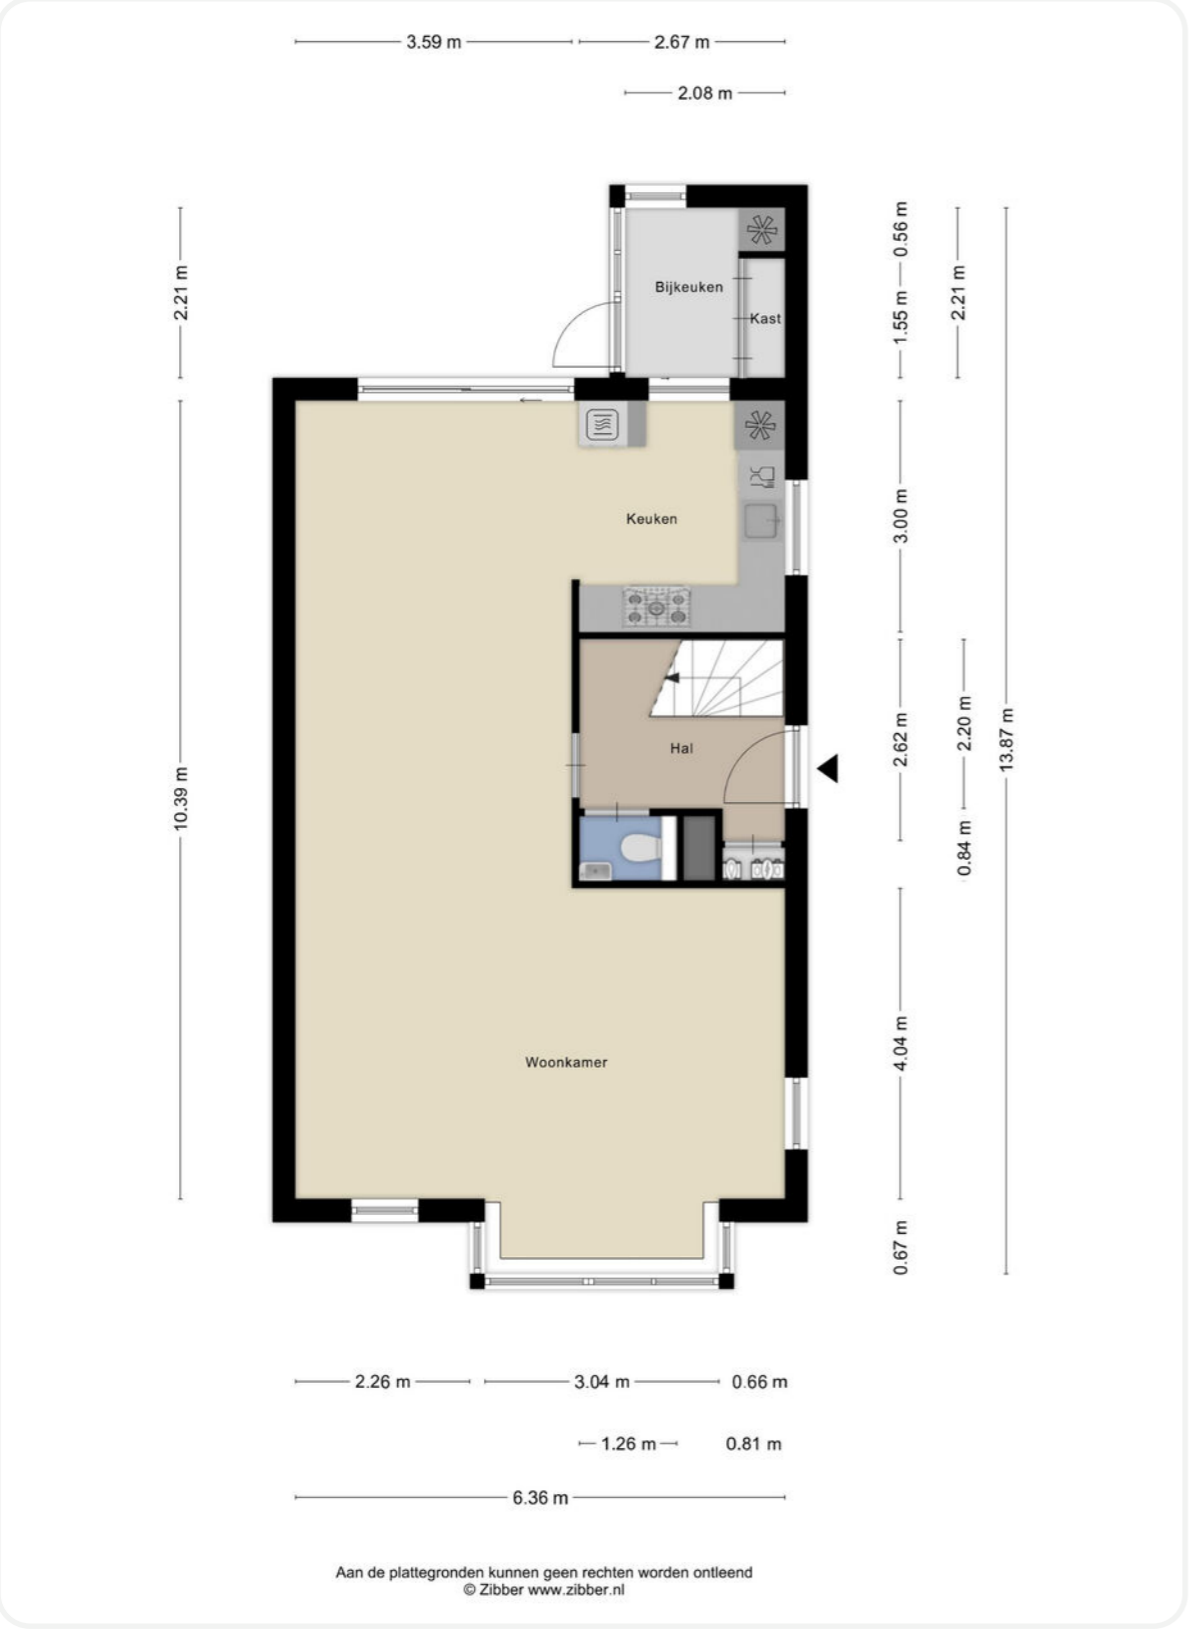 3.59 m
2.67 m
2.08 m
2.21 m
0.56 m
1.55 m
2.21 m
Bijkeuken
Kast
Keuken
3.00 m
Hal
2.62 m
2.20 m
13.87 m
10.39 m
0.84 m
Woonkamer
4.04 m
0.67 m
2.26 m
3.04 m
0.66 m
1.26 m
0.81 m
6.36 m
Aan de plattegronden kunnen geen rechten worden ontleend
© Zibber www.zibber.nl